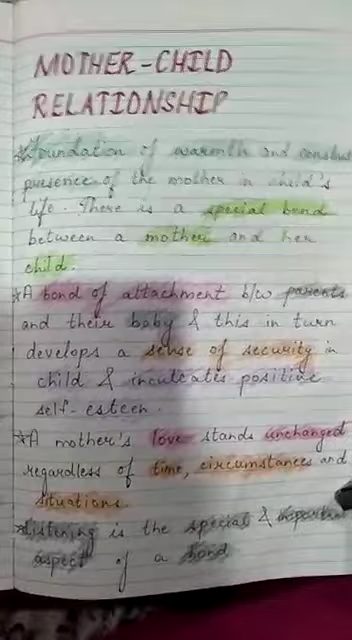 MOTHER-CHILD
RELATIONSHIP
*Foundation of warmth and constant
presence of the mother in child's
life. There is a special bond
between a mother and her
child.
*A bond of attachment b/w parents
and their baby & this in turn
develops a sense of security in
child & inculcates positive
self-esteem.
*A mother's love stands unchanged
regardless of time, circumstances and
situations.
*Listening is the special & important
aspect of a bond